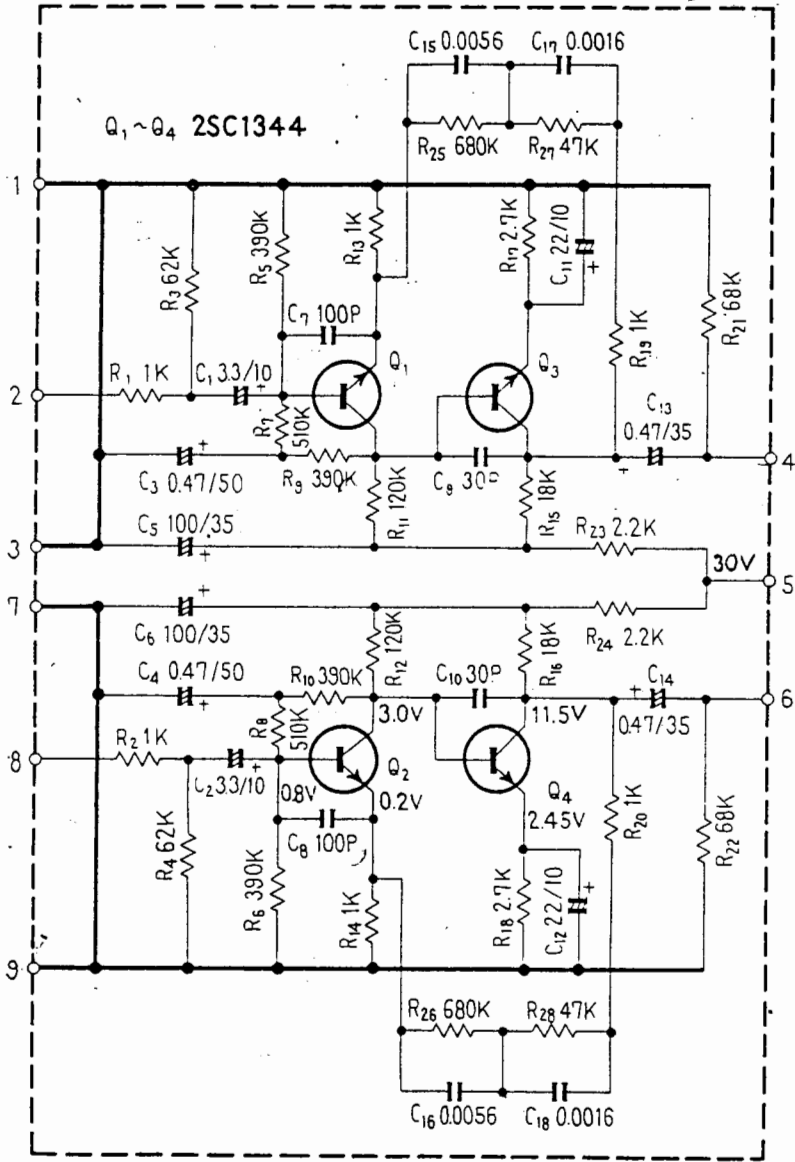 C15 0.0056 C17 0.0016
Q1~Q4 2SC1344
R25 680K R27 47K
1
R3 62K
R5 390K
R13 1K
R17 2.7K
C11 22/10
+
R21 68K
C7 100P
R19 1K
Q1
Q3
2
R1 1K
C1 3.3/10
+
R7 510K
C13
0.47/35
+
4
+
C3 0.47/50
R9 390K
C9 30P
R11 120K
R15 18K
C5 100/35
+
R23 2.2K
3
30V
5
7
+
C6 100/35
R12 120K
R16 18K
R24 2.2K
C4 0.47/50
+
R10 390K
C10 30P
C14
+
0.47/35
6
R8 510K
3.0V
11.5V
R2 1K
8
C2 3.3/10
+
0.8V
Q2
0.2V
Q4
2.45V
R20 1K
R22 68K
R4 62K
R6 390K
C8 100P
R14 1K
R18 2.7K
C12 22/10
+
9
R26 680K R28 47K
C16 0.0056 C18 0.0016